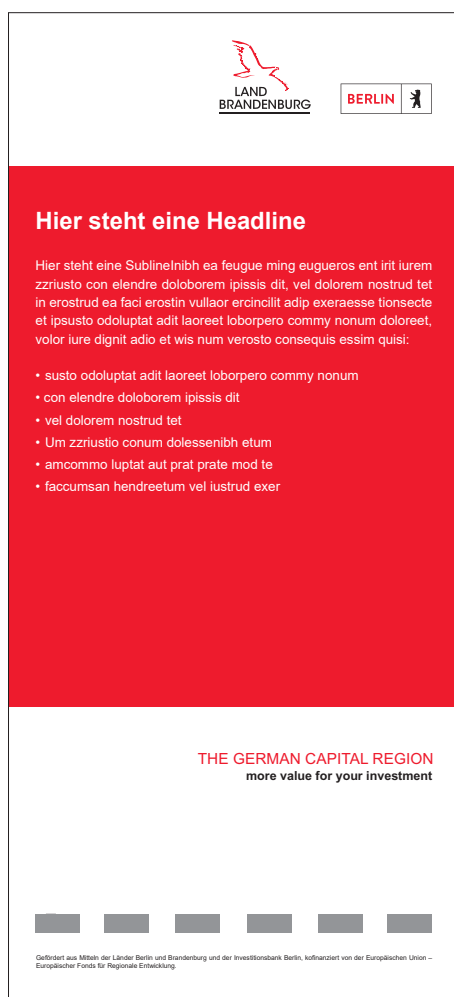 LAND
BRANDENBURG
BERLIN
Hier steht eine Headline
Hier steht eine SublineInibh ea feugue ming eugueros ent irit iurem
zzriusto con elendre doloborem ipissis dit, vel dolorem nostrud tet
in erostrud ea faci erostin vullaor ercincilit adip exeraesse tionsecte
et ipsusto odoluptat adit laoreet loborpero commy nonum doloreet,
volor iure dignit adio et wis num verosto consequis essim quisi:
• susto odoluptat adit laoreet loborpero commy nonum
• con elendre doloborem ipissis dit
• vel dolorem nostrud tet
• Um zzriustio conum dolessenibh etum
• amcommo luptat aut prat prate mod te
• faccumsan hendreetum vel iustrud exer
THE GERMAN CAPITAL REGION
more value for your investment
Gefördert aus Mitteln der Länder Berlin und Brandenburg und der Investitionsbank Berlin, kofinanziert von der Europäischen Union –
Europäischer Fonds für Regionale Entwicklung.